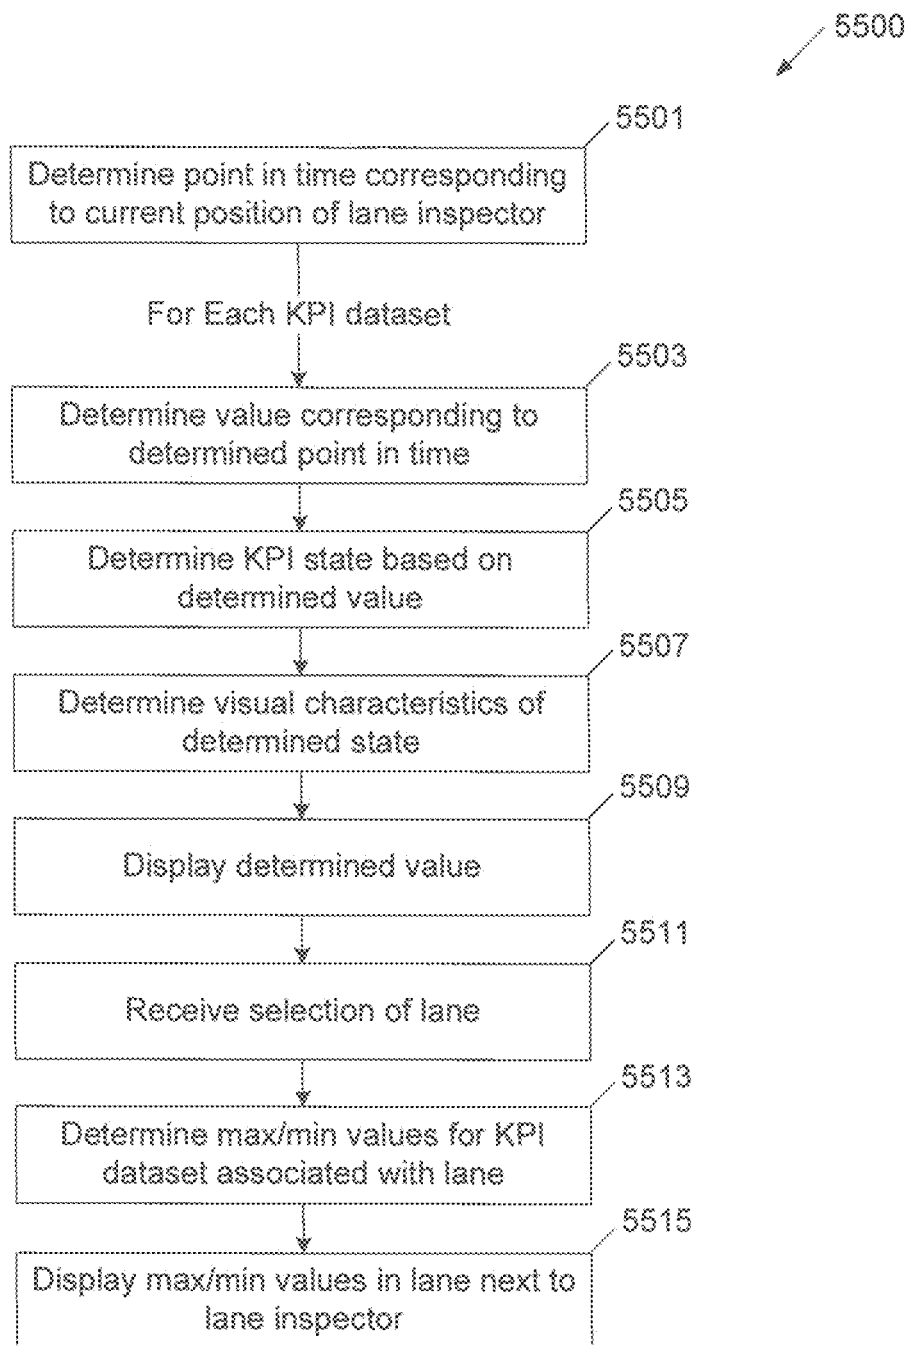 5500
5501
Determine point in time corresponding
to current position of lane inspector
For Each KPI dataset
5503
Determine value corresponding to
determined point in time
5505
Determine KPI state based on
determined value
5507
Determine visual characteristics of
determined state
5509
Display determined value
5511
Receive selection of lane
5513
Determine max/min values for KPI
dataset associated with lane
5515
Display max/min values in lane next to
lane inspector